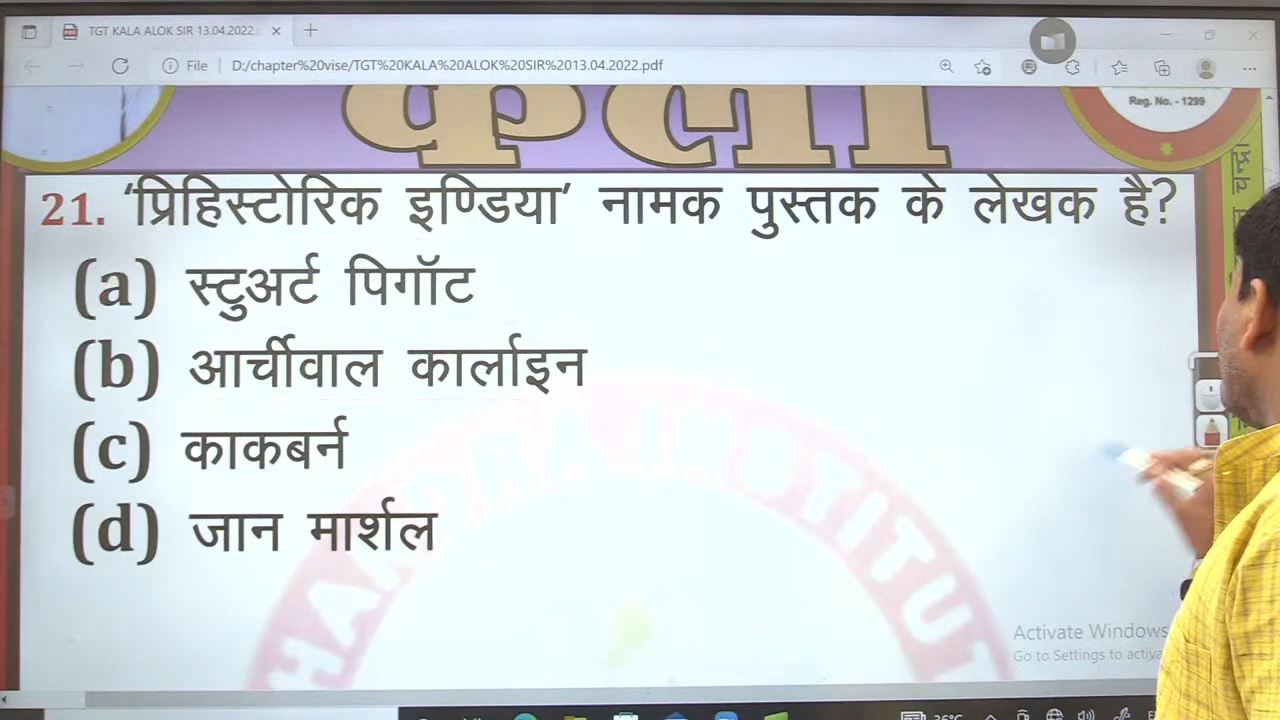 TGT KALA ALOK SIR 13.04.2022.
File D:/chapter%20vise/TGT%20KALA%20ALOK%20SIR%2013.04.2022.pdf
कला
Reg. No. - 1299
21. 'प्रिहिस्टोरिक इण्डिया' नामक पुस्तक के लेखक है?
(a) स्टुअर्ट पिगॉट
(b) आर्चीवाल कार्लाइन
(c) काकबर्न
(d) जान मार्शल
Activate Windows
Go to Settings to activa
36°C